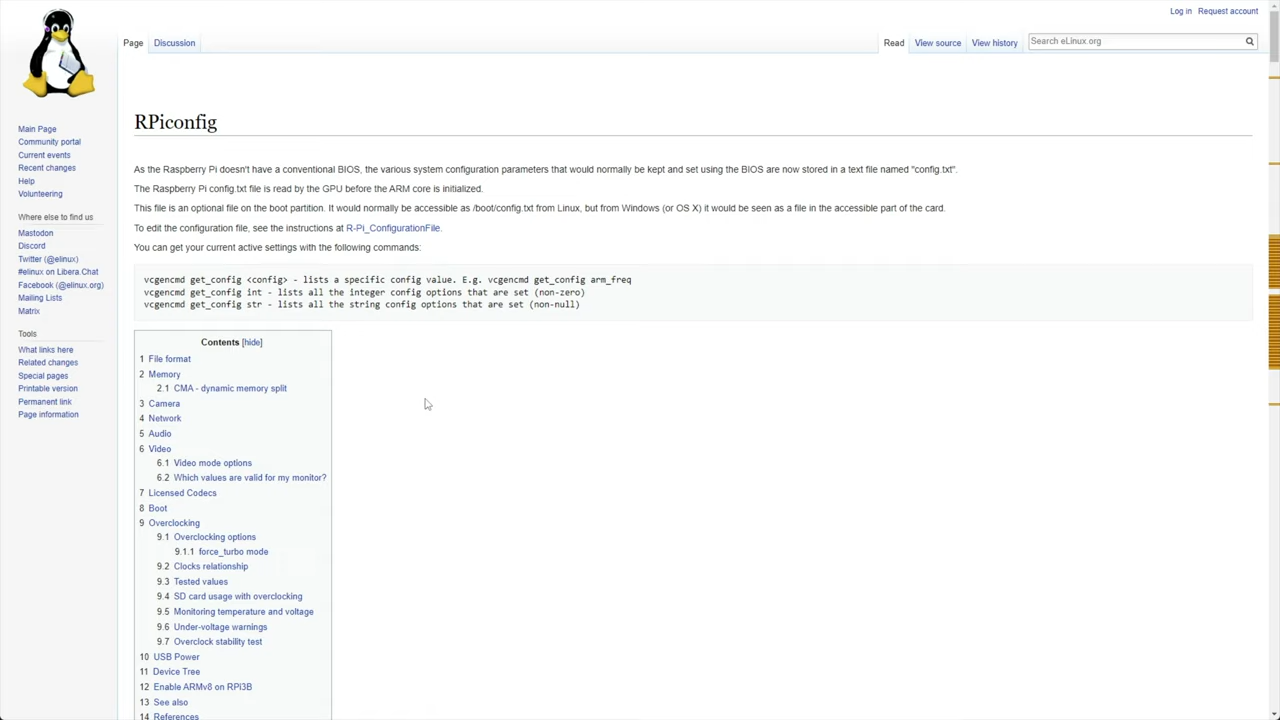 Log in Request account
Page Discussion Read View source View history Search eLinux.org
RPiconfig
As the Raspberry Pi doesn't have a conventional BIOS, the various system configuration parameters that would normally be kept and set using the BIOS are now stored in a text file named "config.txt".
The Raspberry Pi config.txt file is read by the GPU before the ARM core is initialized.
This file is an optional file on the boot partition. It would normally be accessible as /boot/config.txt from Linux, but from Windows (or OS X) it would be seen as a file in the accessible part of the card.
To edit the configuration file, see the instructions at R-Pi_ConfigurationFile.
You can get your current active settings with the following commands:
vcgencmd get_config <config> - lists a specific config value. E.g. vcgencmd get_config arm_freq
vcgencmd get_config int - lists all the integer config options that are set (non-zero)
vcgencmd get_config str - lists all the string config options that are set (non-null)
Contents [hide]
1 File format
2 Memory
2.1 CMA - dynamic memory split
3 Camera
4 Network
5 Audio
6 Video
6.1 Video mode options
6.2 Which values are valid for my monitor?
7 Licensed Codecs
8 Boot
9 Overclocking
9.1 Overclocking options
9.1.1 force_turbo mode
9.2 Clocks relationship
9.3 Tested values
9.4 SD card usage with overclocking
9.5 Monitoring temperature and voltage
9.6 Under-voltage warnings
9.7 Overclock stability test
10 USB Power
11 Device Tree
12 Enable ARMv8 on RPi3B
13 See also
14 References
Main Page
Community portal
Current events
Recent changes
Help
Volunteering
Where else to find us
Mastodon
Discord
Twitter (@elinux)
#elinux on Libera.Chat
Facebook (@elinux.org)
Mailing Lists
Matrix
Tools
What links here
Related changes
Special pages
Printable version
Permanent link
Page information